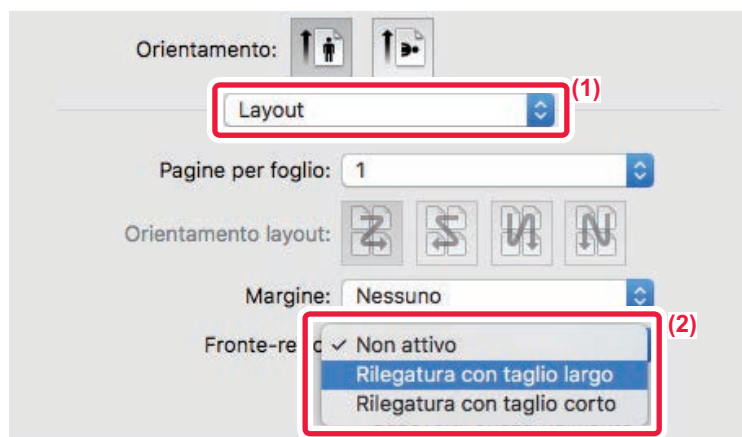 Orientamento:
(1)
Layout
Pagine per foglio: 1
Orientamento layout:
Margine: Nessuno
(2)
✓ Non attivo
Rilegatura con taglio largo
Rilegatura con taglio corto